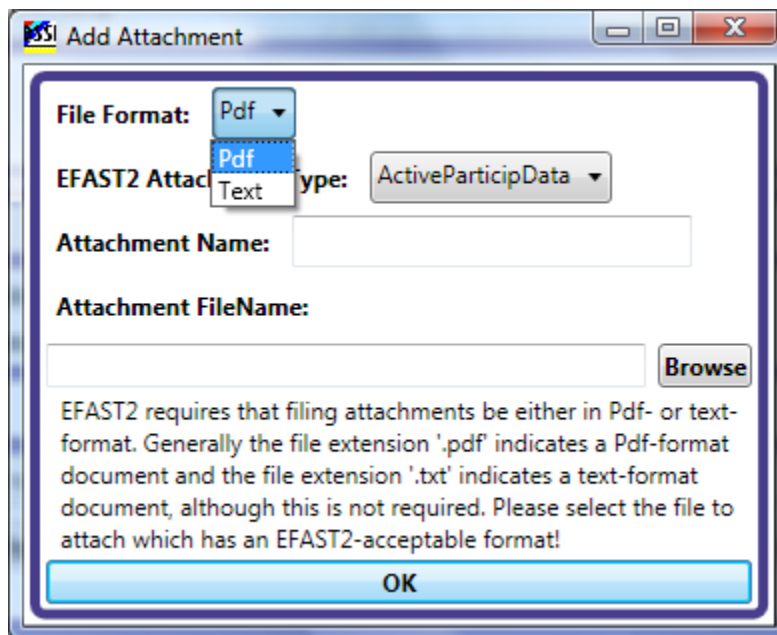 Add Attachment
File Format: Pdf
Pdf
Text
EFAST2 Attac ype: ActiveParticipData
Attachment Name:
Attachment FileName:
Browse
EFAST2 requires that filing attachments be either in Pdf- or text-
format. Generally the file extension '.pdf' indicates a Pdf-format
document and the file extension '.txt' indicates a text-format
document, although this is not required. Please select the file to
attach which has an EFAST2-acceptable format!
OK